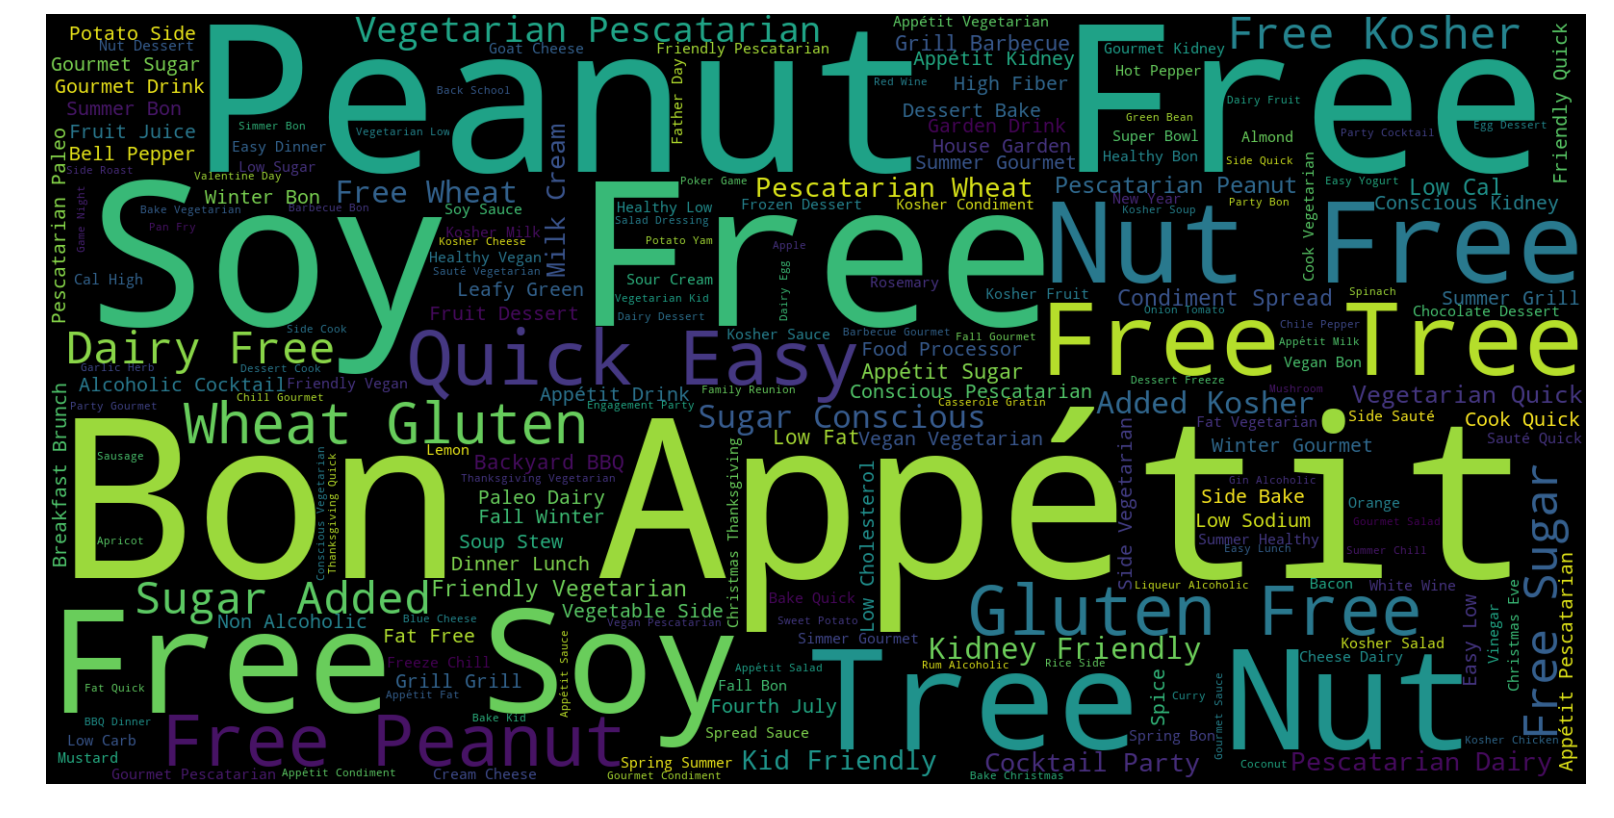 Potato Side
Vegetarian Pescatarian
Appétit Vegetarian
Free Kosher
Nut Dessert
Goat Cheese
Friendly Pescatarian
Grill Barbecue
Gourmet Kidney
Friendly Quick
Gourmet Sugar
Peanut Free
Appétit Kidney
Hot Pepper
Gourmet Drink
Back School
Father Day
Red Wine
High Fiber
Dairy Fruit
Summer Bon
Dessert Bake
Green Bean
Simmer Bon
Garden Drink
Super Bowl
Almond
Party Cocktail
Egg Dessert
Fruit Juice
Vegetarian Low
House Garden
Easy Dinner
Bell Pepper
Milk Cream
Summer Gourmet
Healthy Bon
Side Quick
Side Roast
Low Sugar
Pescatarian Paleo
Valentine Day
Poker Game
Pescatarian Wheat
Pescatarian Peanut
Easy Yogurt
Low Cal
Winter Bon
Free Wheat
New Year
Party Bon
Conscious Kidney
Bake Vegetarian
Barbecue Bon
Soy Sauce
Healthy Low
Frozen Dessert
Kosher Condiment
Kosher Soup
Cook Vegetarian
Game Night
Pan Fry
Salad Dressing
Kosher Milk
Kosher Cheese
Potato Yam
Apple
Soy Free
Nut Free
Healthy Vegan
Sauté Vegetarian
Cal High
Sour Cream
Dairy Egg
Rosemary
Leafy Green
Vegetarian Kid
Kosher Fruit
Condiment Spread
Spinach
Summer Grill
Fruit Dessert
Dairy Dessert
Onion Tomato
Chocolate Dessert
Side Cook
Kosher Sauce
Barbecue Gourmet
Fall Gourmet
Chile Pepper
Dairy Free
Quick Easy
Food Processor
Free Tree
Appétit Milk
Garlic Herb
Dessert Cook
Appétit Sugar
Vegan Bon
Alcoholic Cocktail
Friendly Vegan
Appétit Drink
Family Reunion
Conscious Pescatarian
Dessert Freeze
Mushroom
Vegetarian Quick
Chill Gourmet
Party Gourmet
Engagement Party
Casserole Gratin
Added Kosher
Breakfast Brunch
Wheat Gluten
Sugar Conscious
Fat Vegetarian
Side Sauté
Cook Quick
Low Fat
Vegan Vegetarian
Winter Gourmet
Sauté Quick
Sausage
Lemon
Backyard BBQ
Conscious Vegetarian
Thanksgiving Quick
Thanksgiving Vegetarian
Christmas Thanksgiving
Low Cholesterol
Side Vegetarian
Gin Alcoholic
Paleo Dairy
Side Bake
Orange
Fall Winter
Low Sodium
Gourmet Salad
Bon Appétit
Apricot
Soup Stew
Summer Healthy
Easy Lunch
Summer Chill
Free Sugar
Dinner Lunch
Sugar Added
Friendly Vegetarian
Bake Quick
Liqueur Alcoholic
Bacon
White Wine
Christmas Eve
Appétit Pescatarian
Vegetable Side
Gluten Free
Non Alcoholic
Blue Cheese
Vegan Pescatarian
Sweet Potato
Easy Low
Vinegar
Fat Free
Simmer Gourmet
Kidney Friendly
Kosher Salad
Free Soy
Freeze Chill
Appétit Sauce
Appétit Salad
Rum Alcoholic
Rice Side
Cheese Dairy
Grill Grill
Fat Quick
Appétit Fat
Fall Bon
Tree Nut
Spice
Curry
Gourmet Sauce
Fourth July
BBQ Dinner
Bake Kid
Low Carb
Free Peanut
Spread Sauce
Spring Bon
Kosher Chicken
Mustard
Spring Summer
Kid Friendly
Cocktail Party
Coconut
Pescatarian Dairy
Gourmet Pescatarian
Appétit Condiment
Cream Cheese
Gourmet Condiment
Bake Christmas